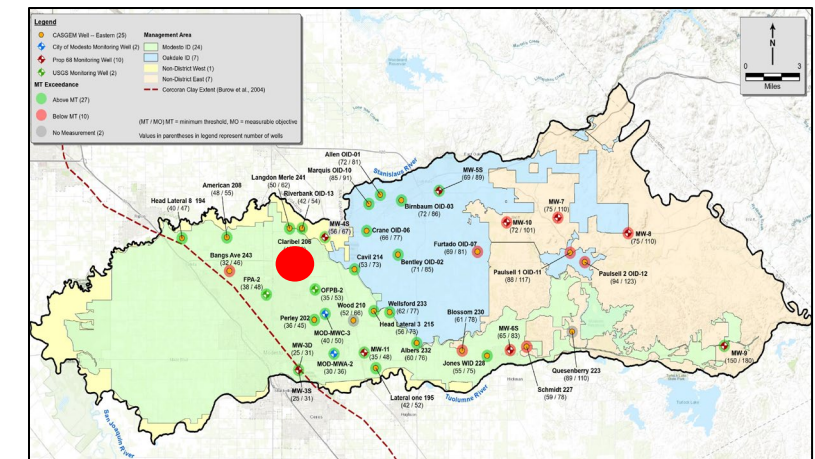 Legend
CASGEM Well – Eastern (25)
City of Modesto Monitoring Well (2)
Prop 68 Monitoring Well (10)
USGS Monitoring Well (2)
MT Exceedance
Above MT (27)
Below MT (10)
No Measurement (2)
Management Area
Modesto ID (24)
Oakdale ID (7)
Non-District West (1)
Non-District East (7)
Corcoran Clay Extent (Burow et al., 2004)
(MT / MO) MT = minimum threshold, MO = measurable objective
Values in parentheses in legend represent number of wells
N
0 3
Miles
Allen OID-01
(72 / 81)
Marquis OID-10
(85 / 91)
Langdon Merle 241
(50 / 62)
Riverbank OID-13
(42 / 54)
American 208
(48 / 55)
Head Lateral 8 194
(40 / 47)
Stanislaus River
MW-5S
(69 / 89)
Birnbaum OID-03
(72 / 86)
MW-7
(75 / 110)
MW-10
(72 / 101)
MW-8
(75 / 110)
MW-4S
(56 / 67)
Crane OID-06
(66 / 77)
Claribel 206
Furtado OID-07
(69 / 81)
Bangs Ave 243
(32 / 46)
Cavil 214
(53 / 73)
Bentley OID-02
(71 / 85)
Paulsell 1 OID-11
(88 / 117)
Paulsell 2 OID-12
(94 / 123)
FPA-2
(38 / 48)
OFPB-2
(35 / 53)
Wood 210
(52 / 66)
Wellsford 233
(62 / 77)
Blossom 230
(61 / 78)
Perley 202
(36 / 45)
MOD-MWC-3
(40 / 50)
Head Lateral 3 215
(56 / 73)
MW-6S
(65 / 83)
MW-3D
(25 / 31)
MOD-MWA-2
(30 / 36)
MW-11
(35 / 48)
Albers 232
(60 / 76)
Jones WID 228
(55 / 75)
MW-9
(150 / 180)
Quesenberry 223
(89 / 110)
Schmidt 227
(59 / 78)
MW-3S
(25 / 31)
Lateral one 195
(42 / 52)
Tuolumne River
San Joaquin River